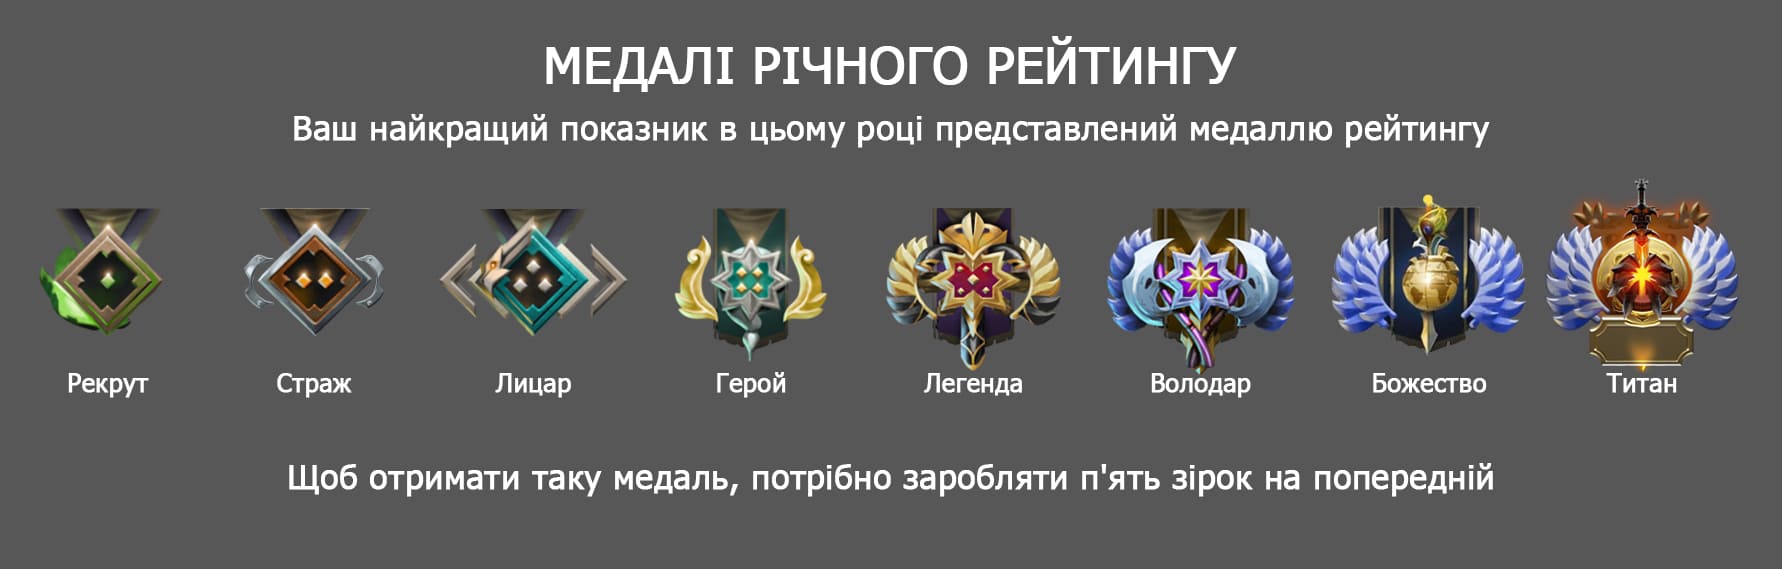 МЕДАЛІ РІЧНОГО РЕЙТИНГУ
Ваш найкращий показник в цьому році представлений медаллю рейтингу
Рекрут Страж Лицар Герой Легенда Володар Божество Титан
Щоб отримати таку медаль, потрібно заробляти п'ять зірок на попередній